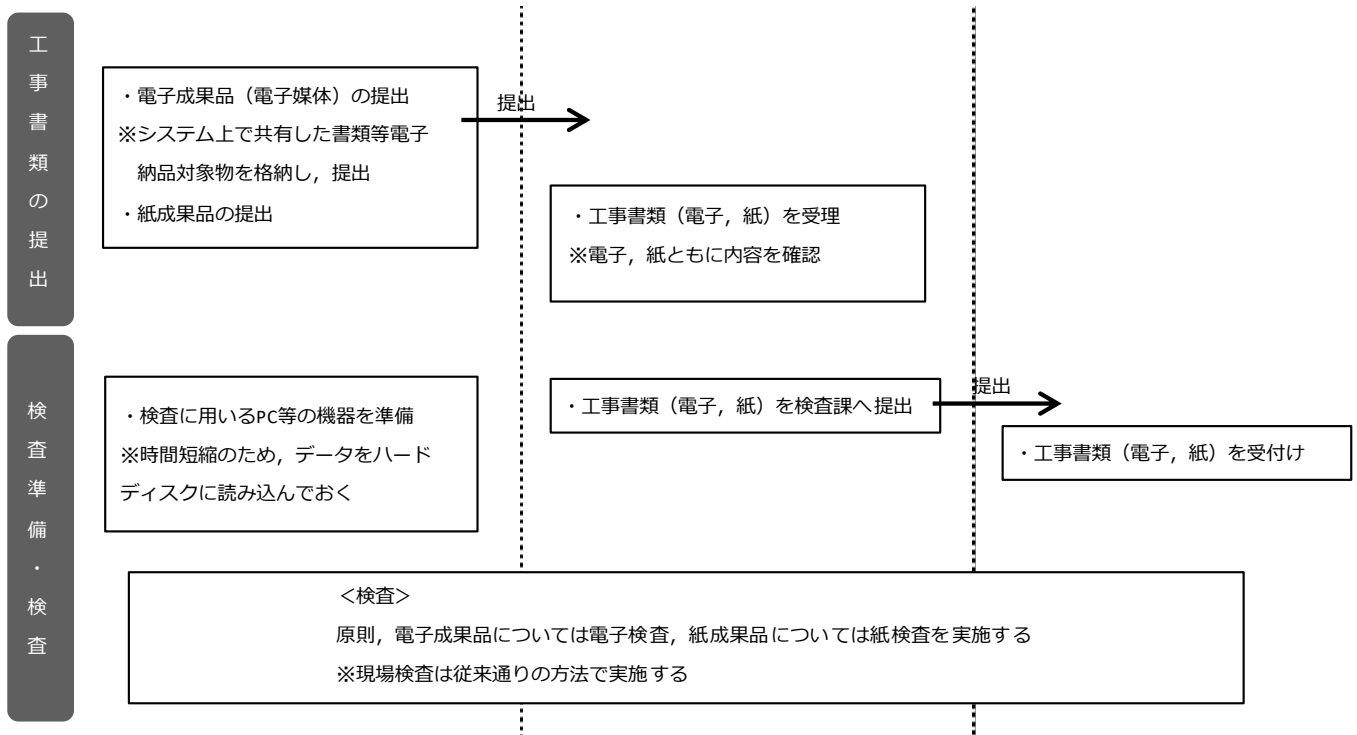 工事書類の提出
・電子成果品（電子媒体）の提出
※システム上で共有した書類等電子
納品対象物を格納し，提出
・紙成果品の提出
提出
・工事書類（電子，紙）を受理
※電子，紙ともに内容を確認
検査準備・検査
・検査に用いるPC等の機器を準備
※時間短縮のため，データをハード
ディスクに読み込んでおく
・工事書類（電子，紙）を検査課へ提出
提出
・工事書類（電子，紙）を受付け
＜検査＞
原則，電子成果品については電子検査，紙成果品については紙検査を実施する
※現場検査は従来通りの方法で実施する